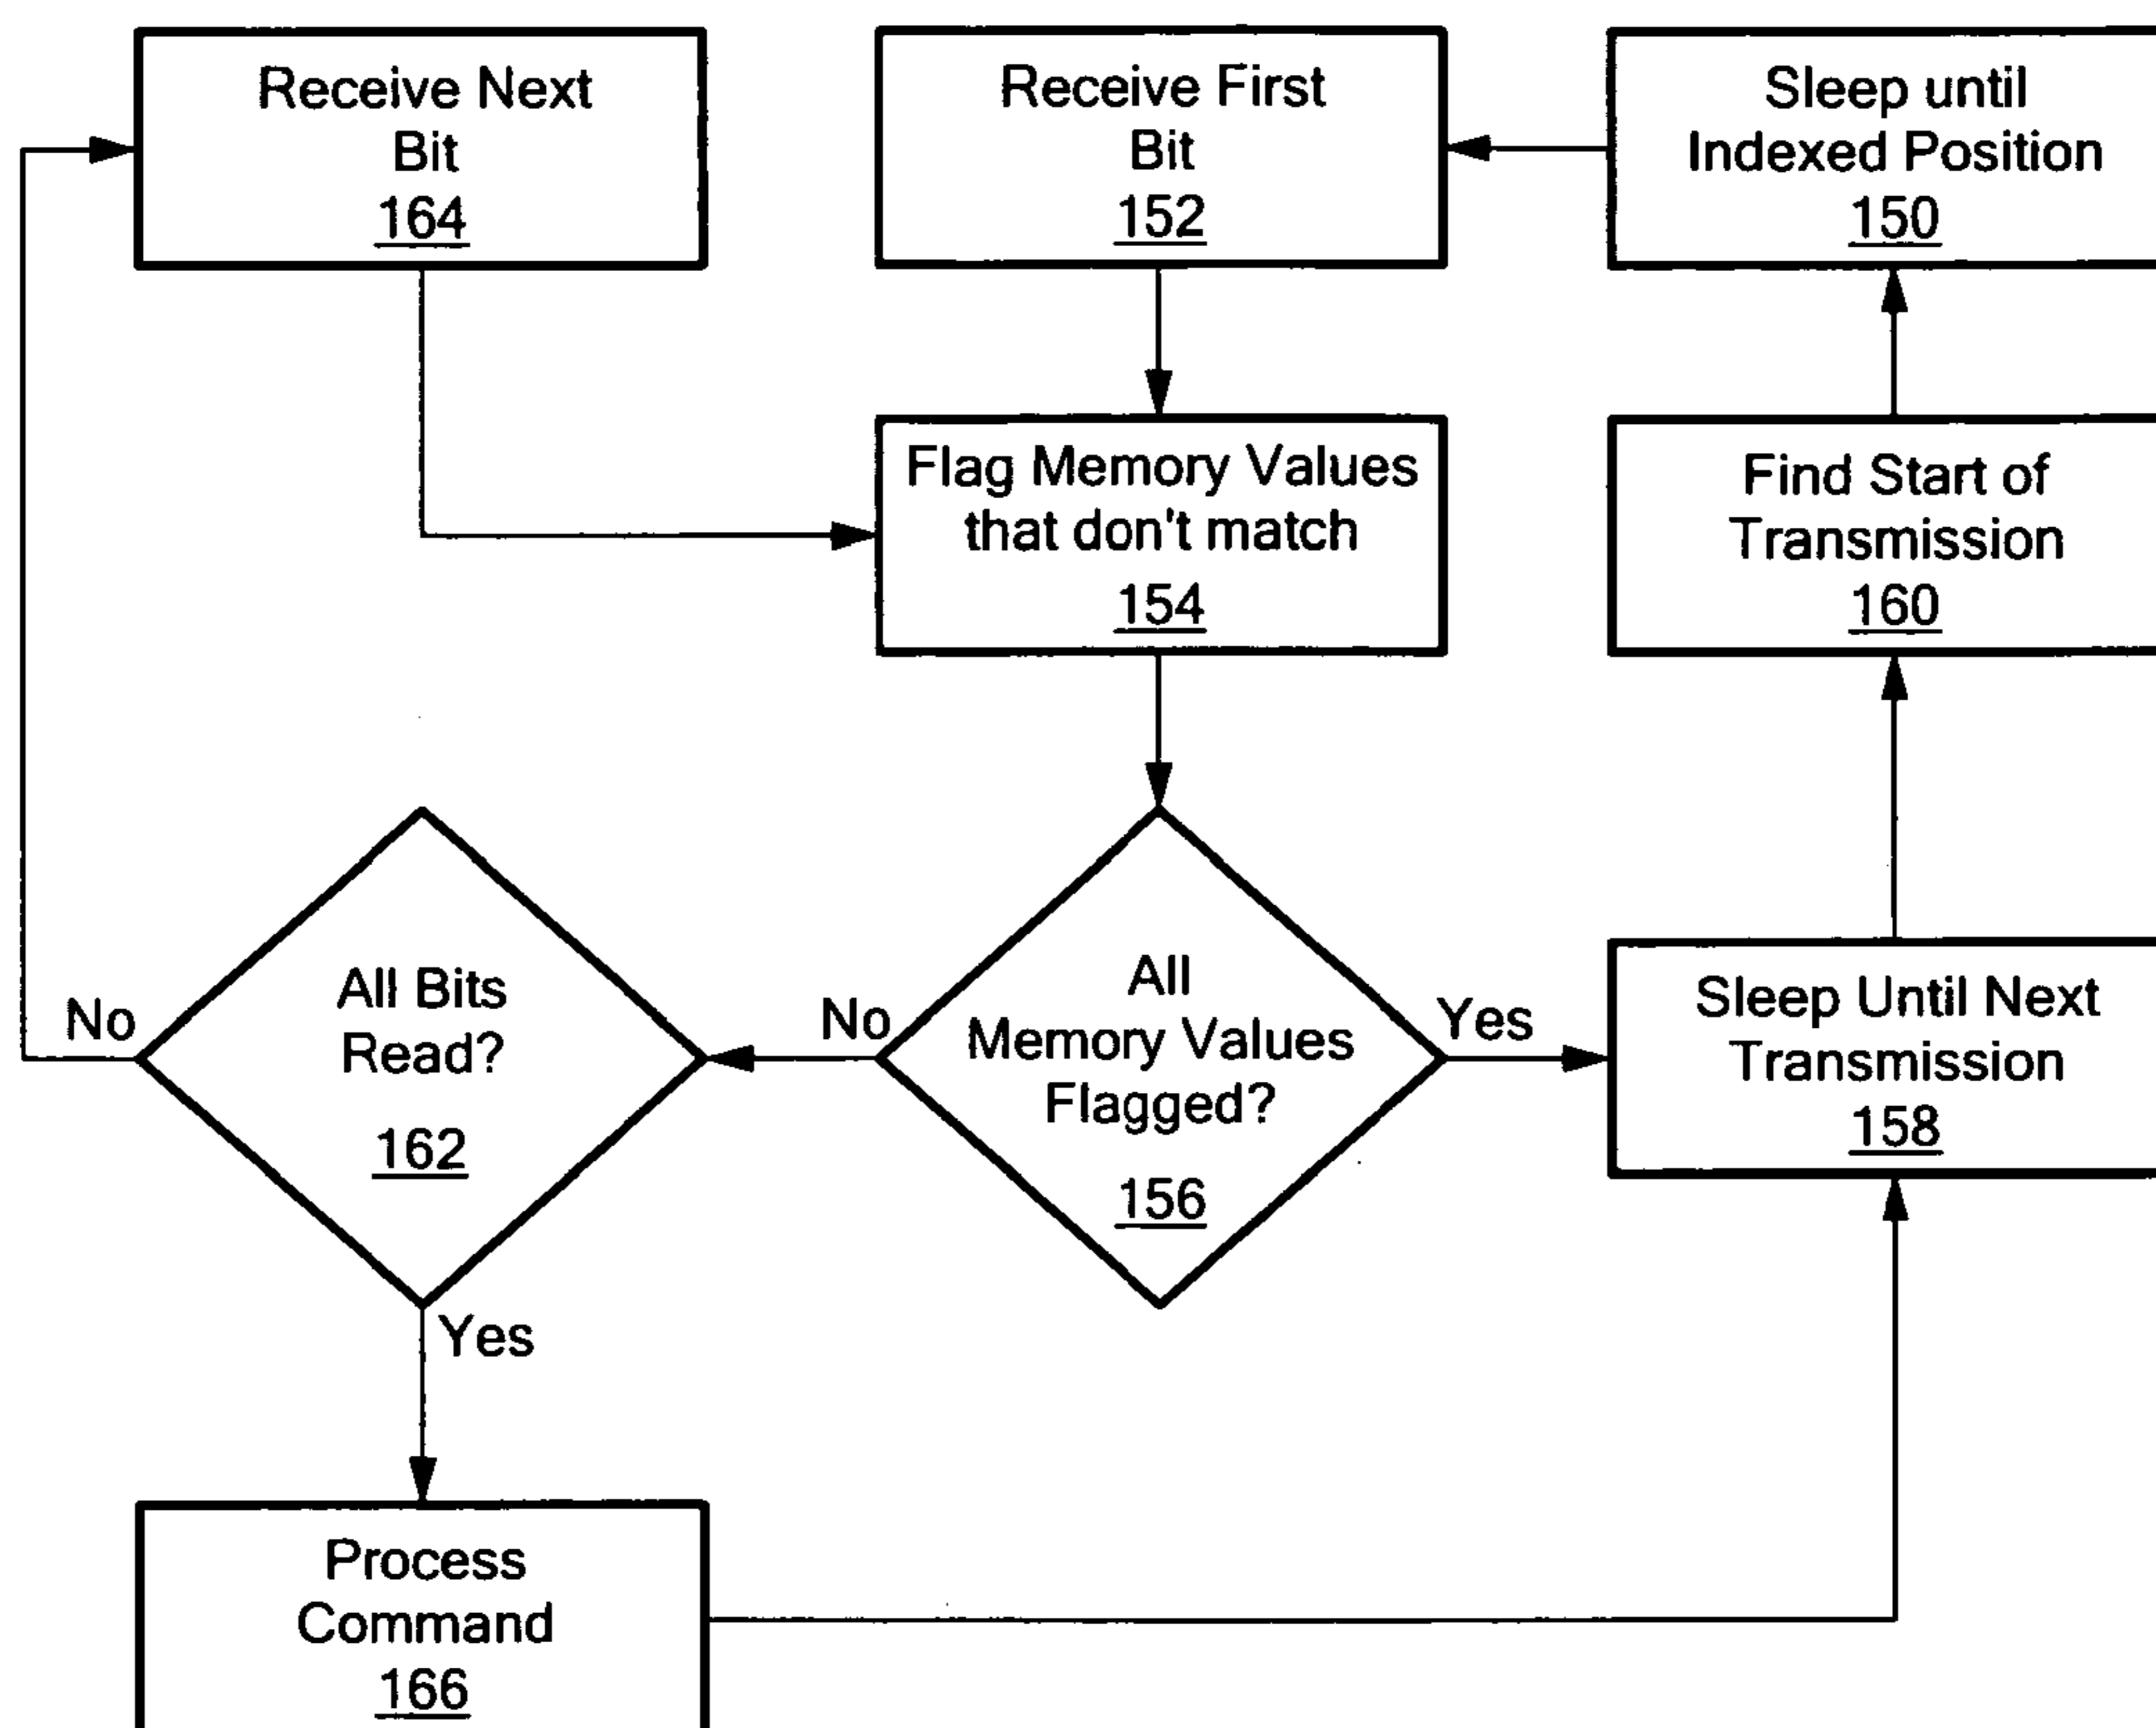 Receive Next
Bit
164
Receive First
Bit
152
Sleep until
Indexed Position
150
Flag Memory Values
that don't match
154
Find Start of
Transmission
160
All Bits
Read?
162
No
All
Memory Values
Flagged?
156
No
Yes
Sleep Until Next
Transmission
158
Yes
Process
Command
166